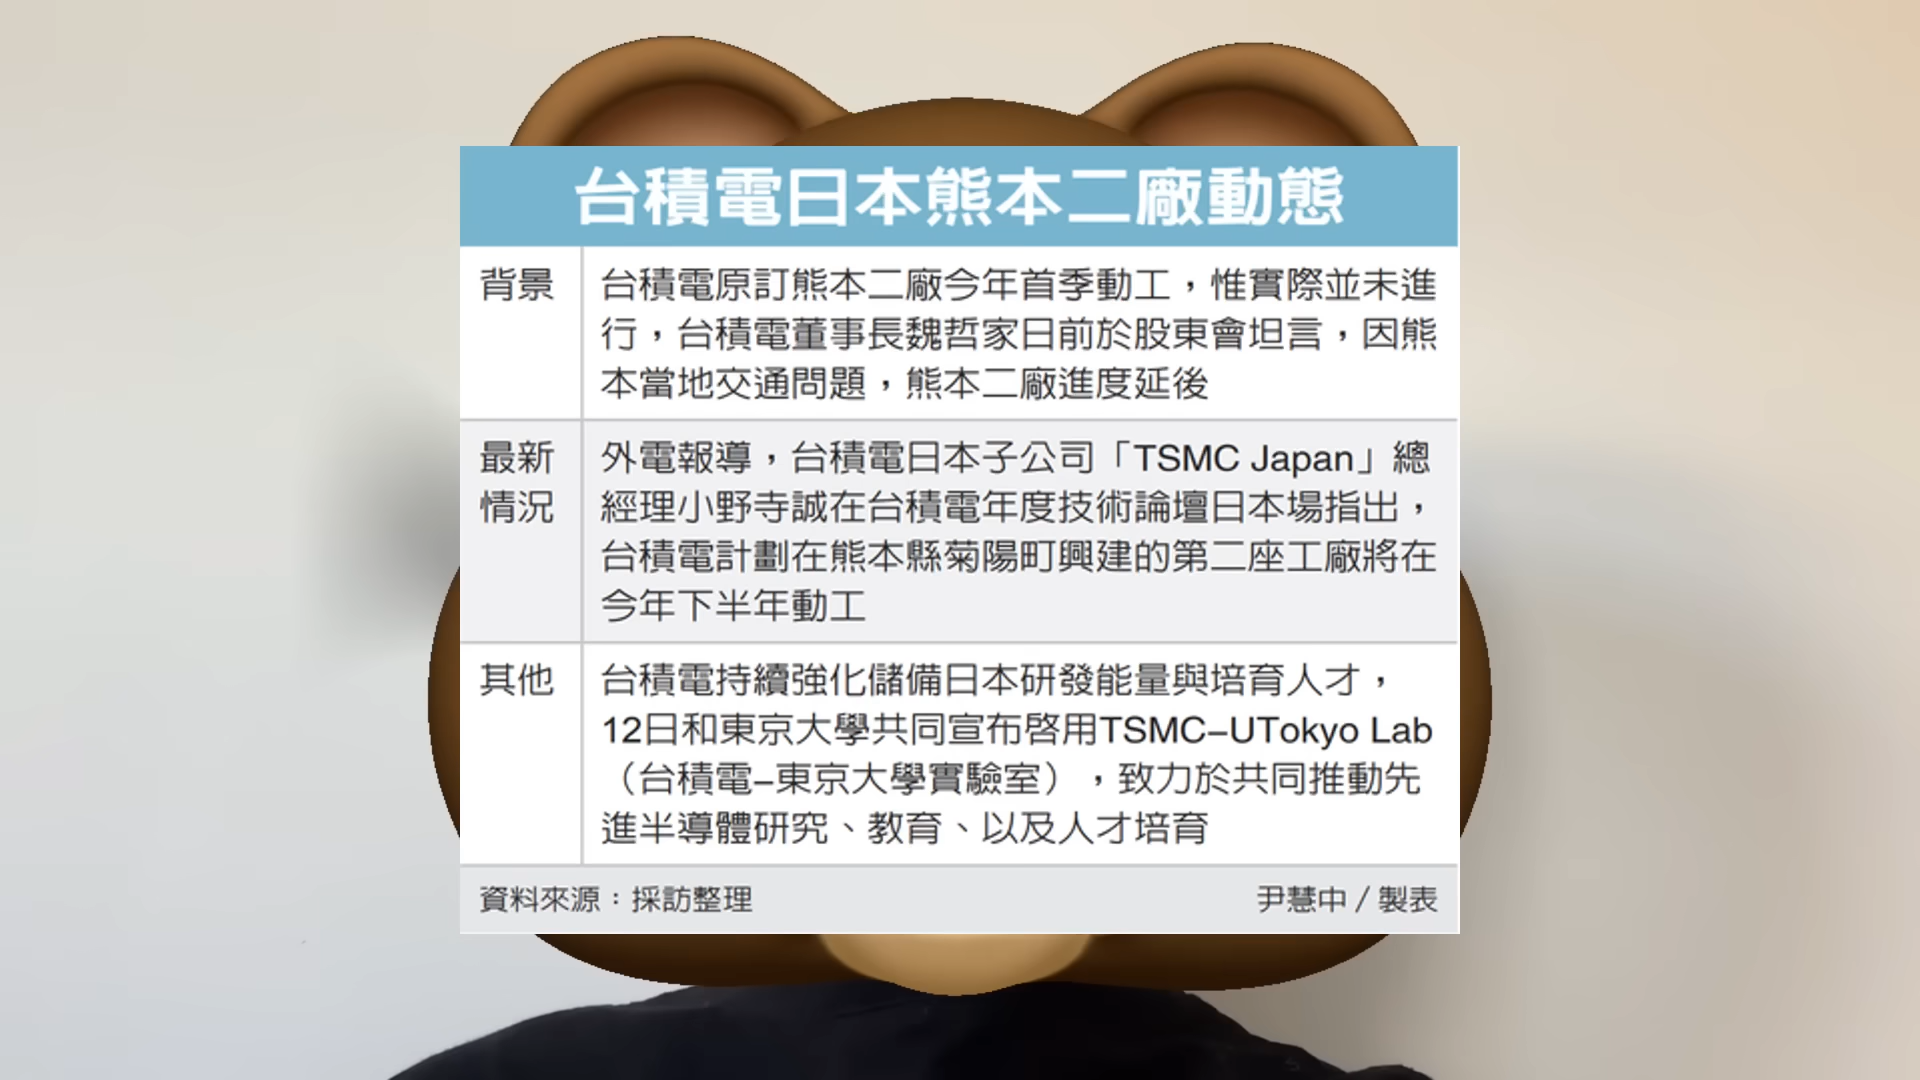 台積電日本熊本二廠動態
背景
台積電原訂熊本二廠今年首季動工，惟實際並未進
行，台積電董事長魏哲家日前於股東會坦言，因熊
本當地交通問題，熊本二廠進度延後
最新
情況
外電報導，台積電日本子公司「TSMC Japan」總
經理小野寺誠在台積電年度技術論壇日本場指出，
台積電計劃在熊本縣菊陽町興建的第二座工廠將在
今年下半年動工
其他
台積電持續強化儲備日本研發能量與培育人才，
12日和東京大學共同宣布啓用TSMC–UTokyo Lab
（台積電–東京大學實驗室），致力於共同推動先
進半導體研究、教育、以及人才培育
資料來源：採訪整理
尹慧中／製表